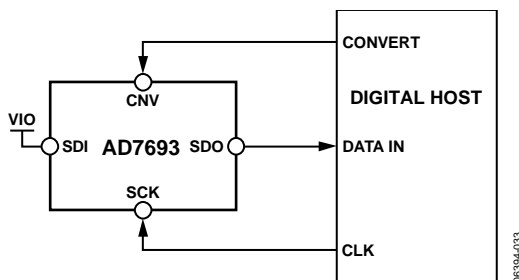 CONVERT
CNV
DIGITAL HOST
VIO
SDI AD7693 SDO
DATA IN
SCK
CLK
06394-033